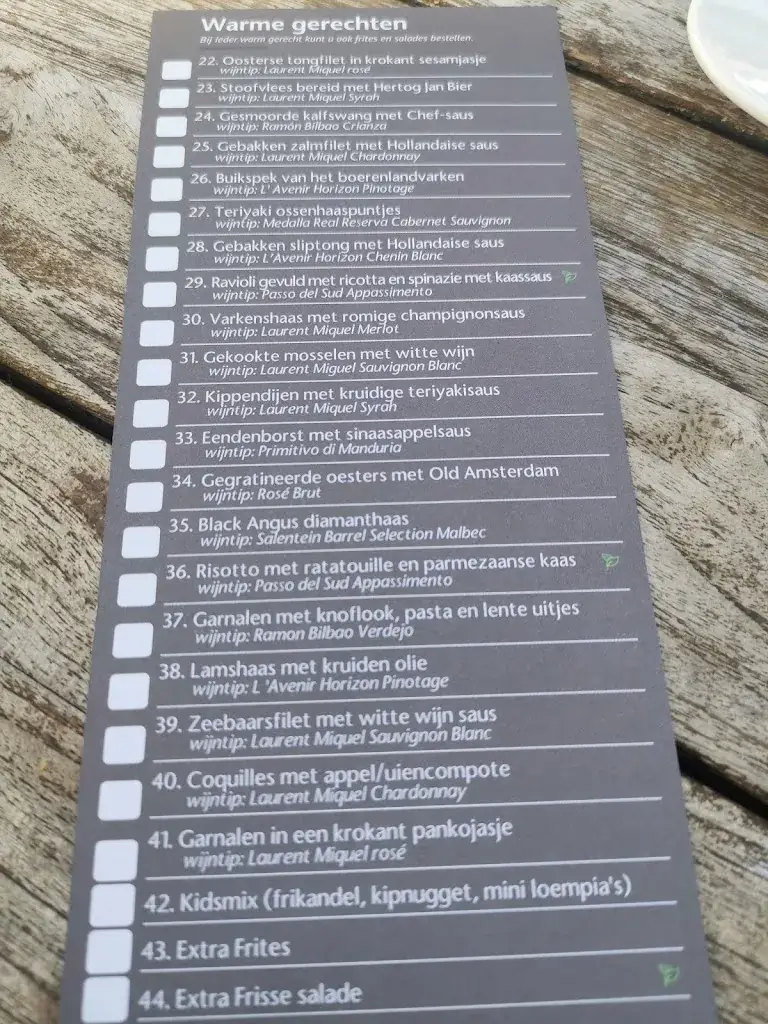 Warme gerechten
Bij ieder warm gerecht kunt u ook frites en salades bestellen.
22. Oosterse tongfilet in krokant sesamjasje
wijntip: Laurent Miquel rosé
23. Stoofvlees bereid met Hertog Jan Bier
wijntip: Laurent Miquel Syrah
24. Gesmoorde kalfswang met Chef-saus
wijntip: Ramón Bilbao Crianza
25. Gebakken zalmfilet met Hollandaise saus
wijntip: Laurent Miquel Chardonnay
26. Buikspek van het boerenlandvarken
wijntip: L' Avenir Horizon Pinotage
27. Teriyaki ossenhaaspuntjes
wijntip: Medalla Real Reserva Cabernet Sauvignon
28. Gebakken sliptong met Hollandaise saus
wijntip: L'Avenir Horizon Chenin Blanc
29. Ravioli gevuld met ricotta en spinazie met kaassaus
wijntip: Passo del Sud Appassimento
30. Varkenshaas met romige champignonsaus
wijntip: Laurent Miquel Merlot
31. Gekookte mosselen met witte wijn
wijntip: Laurent Miguel Sauvignon Blanc
32. Kippendijen met kruidige teriyakisaus
wijntip: Laurent Miquel Syrah
33. Eendenborst met sinaasappelsaus
wijntip: Primitivo di Manduria
34. Gegratineerde oesters met Old Amsterdam
wijntip: Rosé Brut
35. Black Angus diamanthaas
wijntip: Salentein Barrel Selection Malbec
36. Risotto met ratatouille en parmezaanse kaas
wijntip: Passo del Sud Appassimento
37. Garnalen met knoflook, pasta en lente uitjes
wijntip: Ramon Bilbao Verdejo
38. Lamshaas met kruiden olie
wijntip: L 'Avenir Horizon Pinotage
39. Zeebaarsfilet met witte wijn saus
wijntip: Laurent Miquel Sauvignon Blanc
40. Coquilles met appel/uiencompote
wijntip: Laurent Miquel Chardonnay
41. Garnalen in een krokant pankojasje
wijntip: Laurent Miquel rosé
42. Kidsmix (frikandel, kipnugget, mini loempia's)
43. Extra Frites
44. Extra Frisse salade